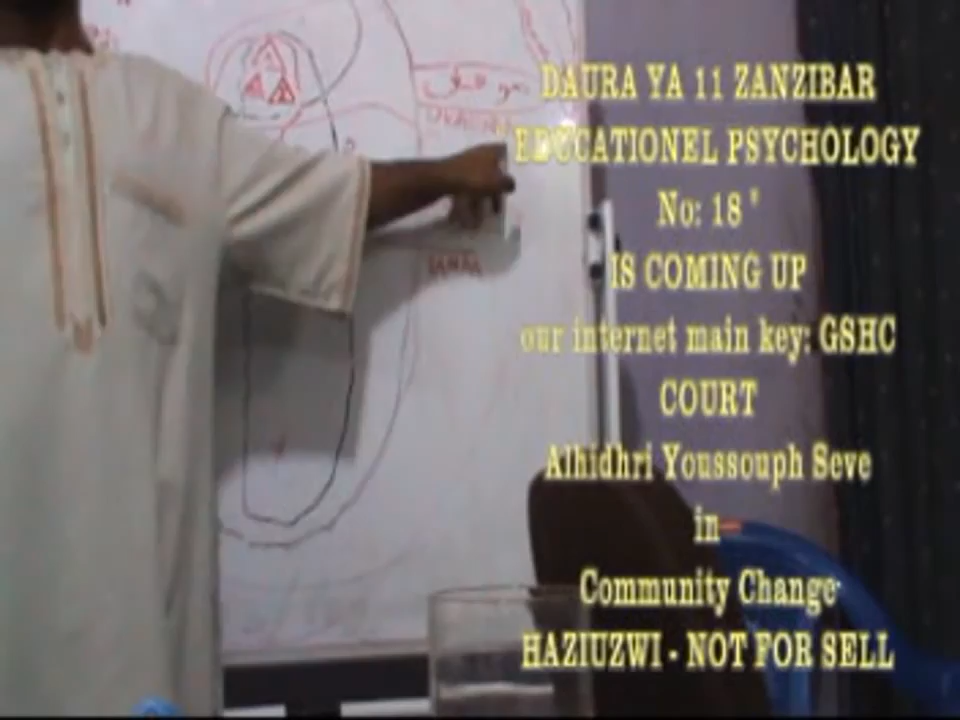 DAURA YA 11 ZANZIBAR
EDUCATIONEL PSYCHOLOGY
No: 18 '
IS COMING UP
our internet main key: GSHC
COURT
Alhidhri Youssouph Seve
in
Community Change
HAZIUZWI - NOT FOR SELL